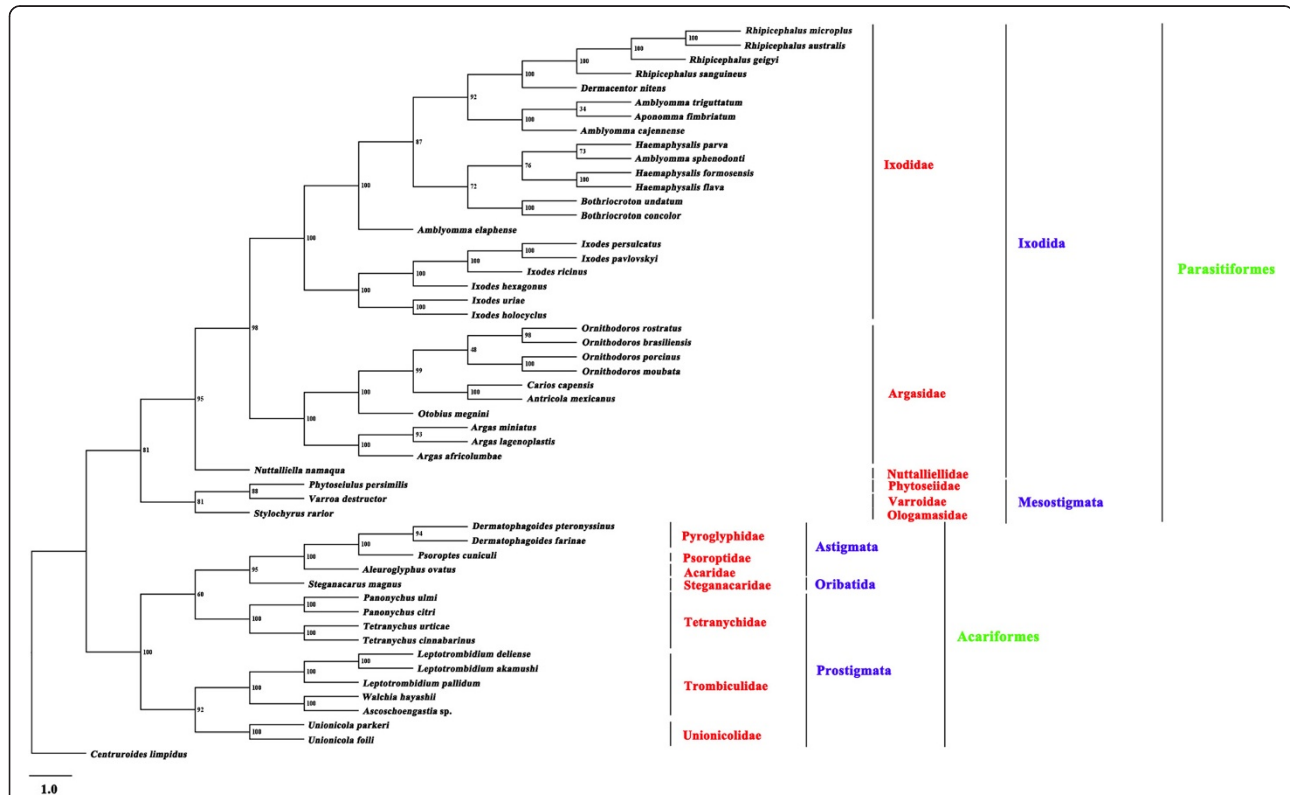 Rhipicephalus microplus
100
Rhipicephalus australis
100
Rhipicephalus geigyi
100
Rhipicephalus sanguineus
100
Dermacentor nitens
92
Amblyomma triguttatum
34
Aponomma fimbriatum
100
Amblyomma cajennense
87
Haemaphysalis parva
73
Amblyomma sphenodonti
76
Haemaphysalis formosensis
100
Haemaphysalis flava
72
Bothriocroton undatum
100
Bothriocroton concolor
100
Amblyomma elaphense
100
Ixodes persulcatus
100
Ixodes pavlovskyi
100
Ixodes ricinus
100
Ixodes hexagonus
100
Ixodes uriae
100
Ixodes holocyclus
98
Ornithodoros rostratus
98
Ornithodoros brasiliensis
48
Ornithodoros porcinus
100
Ornithodoros moubata
99
Carios capensis
100
Antricola mexicanus
100
Otobius megnini
100
Argas miniatus
93
Argas lagenoplastis
100
Argas africolumbae
95
Nuttalliella namaqua
81
Phytoseiulus persimilis
88
Varroa destructor
81
Stylochyrus rarior
Dermatophagoides pteronyssinus
94
Dermatophagoides farinae
100
Psoroptes cuniculi
100
Aleuroglyphus ovatus
95
Steganacarus magnus
60
Panonychus ulmi
100
Panonychus citri
100
Tetranychus urticae
100
Tetranychus cinnabarinus
100
Leptotrombidium deliense
100
Leptotrombidium akamushi
100
Leptotrombidium pallidum
100
Walchia hayashii
100
Ascoschoengastia sp.
92
Unionicola parkeri
100
Unionicola foili
Centruroides limpidus
1.0
Ixodidae
Argasidae
Nuttalliellidae
Phytoseiidae
Varroidae
Ologamasidae
Pyroglyphidae
Psoroptidae
Acaridae
Steganacaridae
Tetranychidae
Trombiculidae
Unionicolidae
Ixodida
Mesostigmata
Astigmata
Oribatida
Prostigmata
Parasitiformes
Acariformes